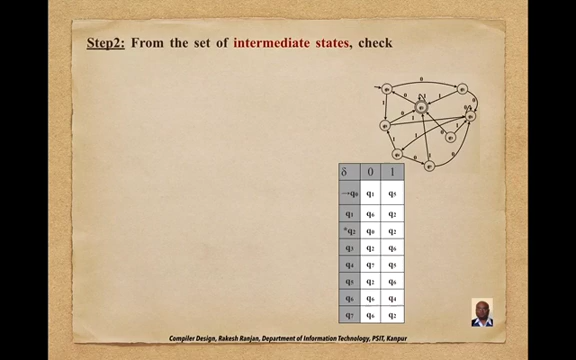 Step2: From the set of intermediate states, check
δ 0 1
→q₀ q₁ q₅
q₁ q₆ q₂
*q₂ q₀ q₂
q₃ q₂ q₆
q₄ q₇ q₅
q₅ q₂ q₆
q₆ q₆ q₄
q₇ q₆ q₂
Compiler Design, Rakesh Ranjan, Department of Information Technology, PSIT, Kanpur